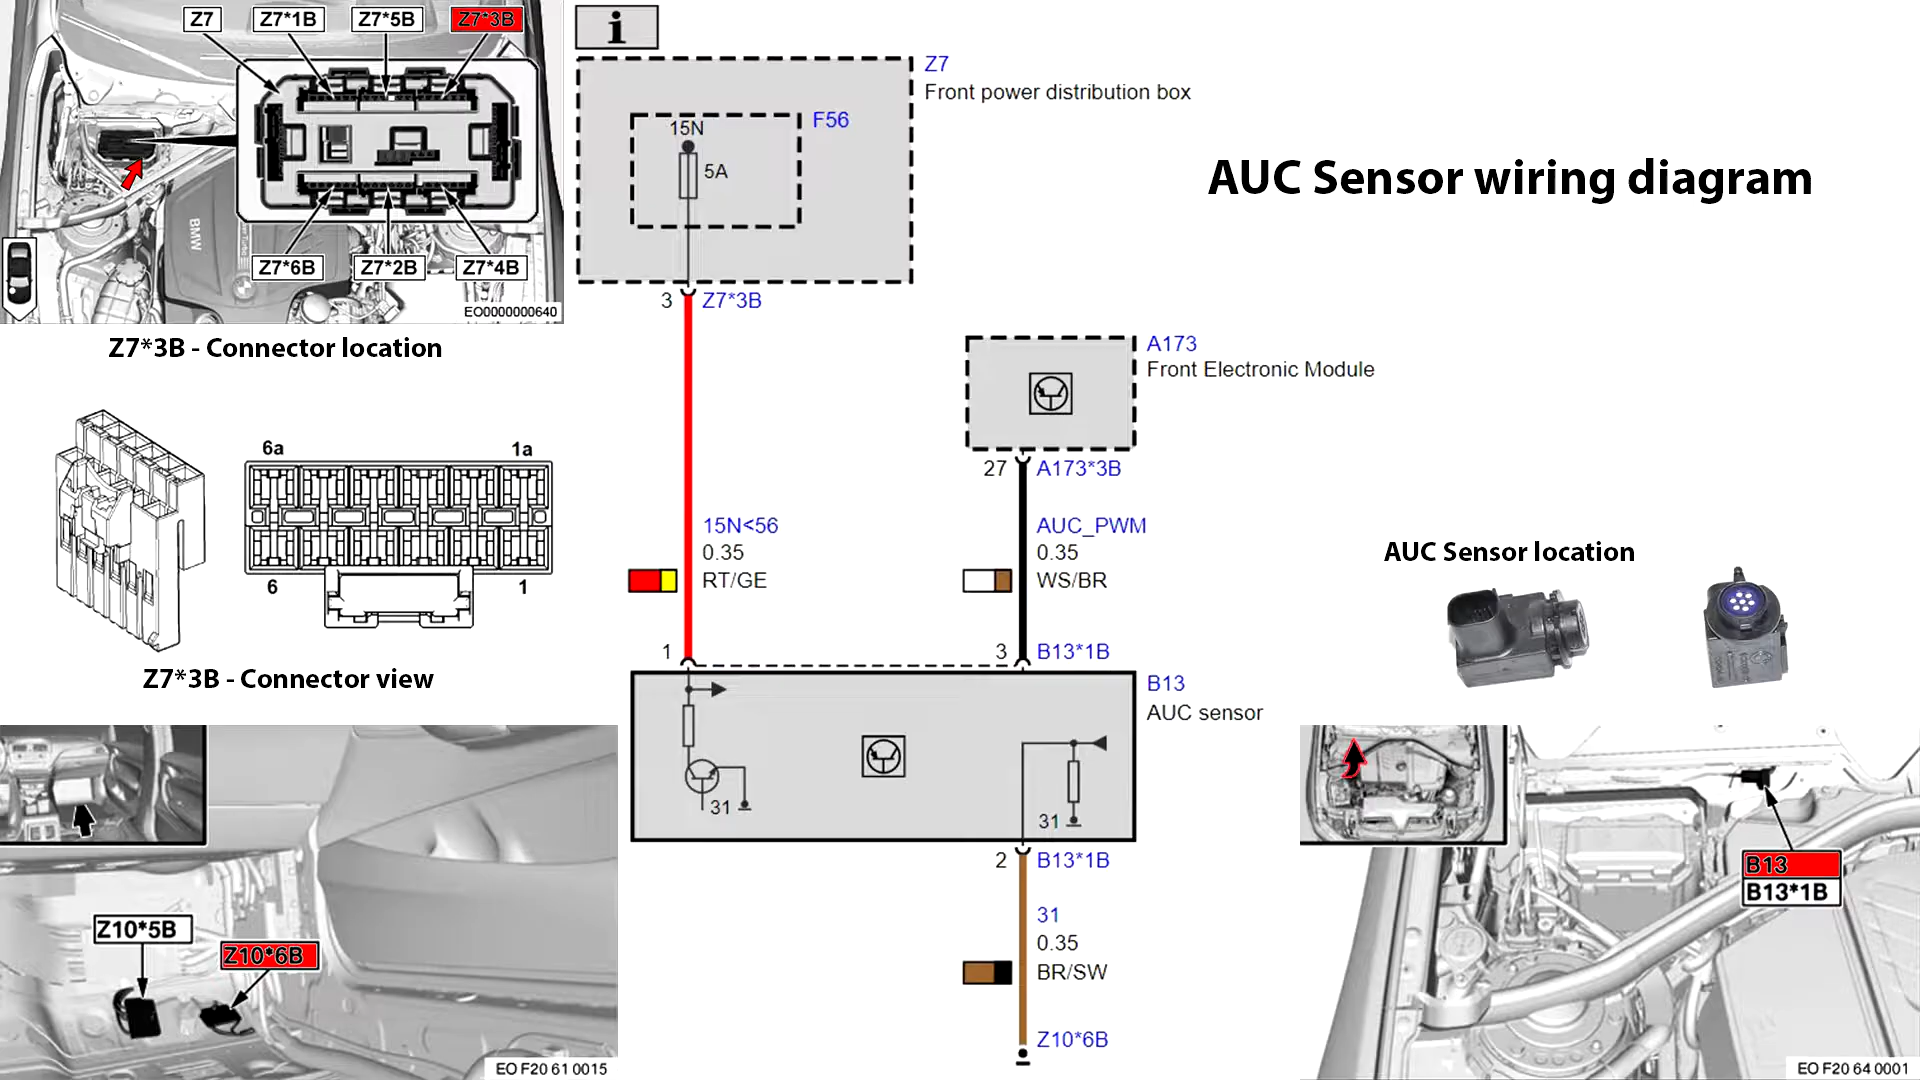 Z7
Z7*1B
Z7*5B
Z7*3B
Z7*6B
Z7*2B
Z7*4B
BMW
EO0000000640
Z7*3B - Connector location
6a
1a
6
1
Z7*3B - Connector view
Z10*5B
Z10*6B
EO F20 61 0015
i
Z7
Front power distribution box
F56
15N
5A
3
Z7*3B
A173
Front Electronic Module
27
A173*3B
15N<56
0.35
RT/GE
AUC_PWM
0.35
WS/BR
1
3
B13*1B
B13
AUC sensor
31
31
2
B13*1B
31
0.35
BR/SW
Z10*6B
AUC Sensor wiring diagram
AUC Sensor location
B13
B13*1B
EO F20 64 0001